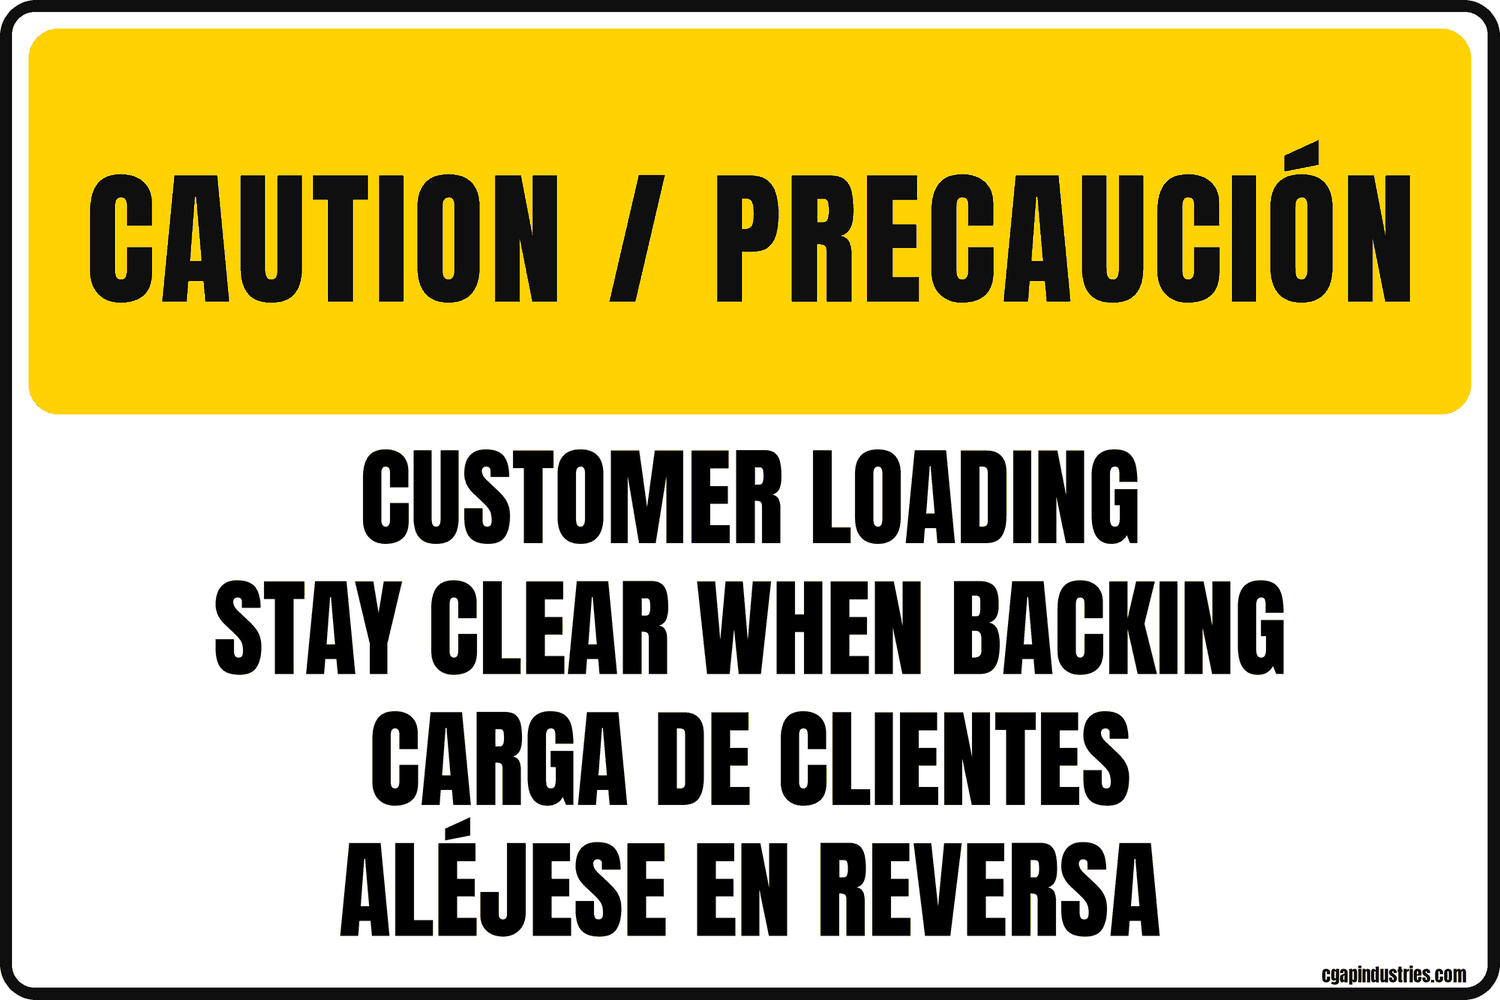 CAUTION / PRECAUCIÓN
CUSTOMER LOADING
STAY CLEAR WHEN BACKING
CARGA DE CLIENTES
ALÉJESE EN REVERSA
cgapindustries.com